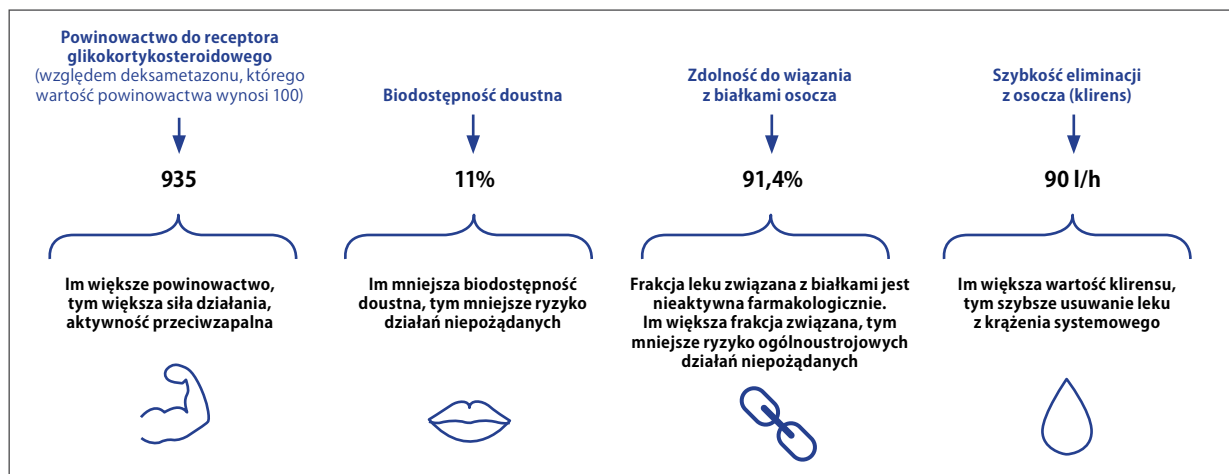 Powinowactwo do receptora
glikokortykosteroidowego
(względem deksametazonu, którego
wartość powinowactwa wynosi 100)
935
Im większe powinowactwo,
tym większa siła działania,
aktywność przeciwzapalna
Biodostępność doustna
11%
Im mniejsza biodostępność
doustna, tym mniejsze ryzyko
działań niepożądanych
Zdolność do wiązania
z białkami osocza
91,4%
Frakcja leku związana z białkami jest
nieaktywna farmakologicznie.
Im większa frakcja związana, tym
mniejsze ryzyko ogólnoustrojowych
działań niepożądanych
Szybkość eliminacji
z osocza (klirens)
90 l/h
Im większa wartość klirensu,
tym szybsze usuwanie leku
z krążenia systemowego